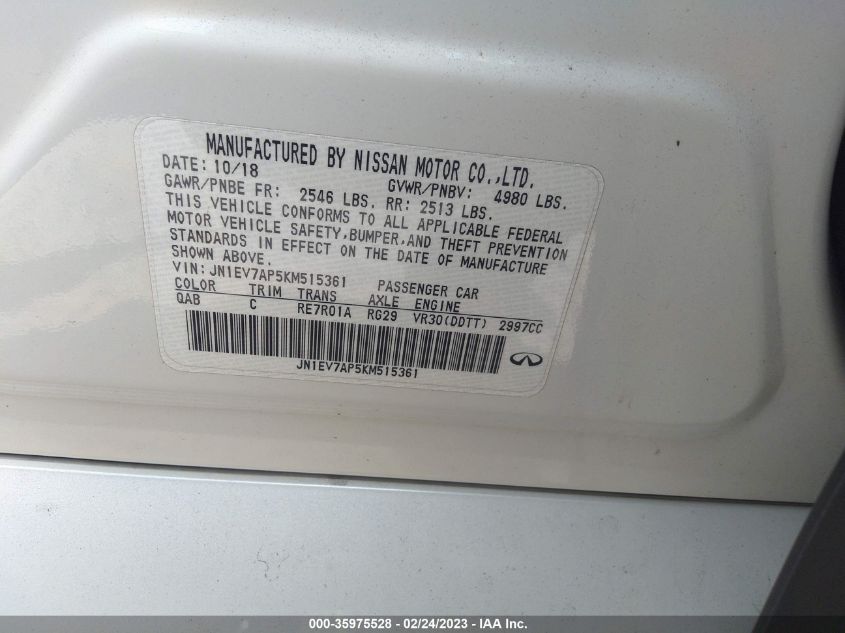 MANUFACTURED BY NISSAN MOTOR CO.,LTD.
DATE: 10/18 GVWR/PNBV: 4980 LBS.
GAWR/PNBE FR: 2546 LBS. RR: 2513 LBS.
THIS VEHICLE CONFORMS TO ALL APPLICABLE FEDERAL
MOTOR VEHICLE SAFETY,BUMPER,AND THEFT PREVENTION
STANDARDS IN EFFECT ON THE DATE OF MANUFACTURE
SHOWN ABOVE.
VIN:JN1EV7AP5KM515361 PASSENGER CAR
COLOR TRIM TRANS AXLE ENGINE
QAB C RE7R01A RG29 VR30(DDTT) 2997CC
JN1EV7AP5KM515361
000-35975528 - 02/24/2023 - IAA Inc.